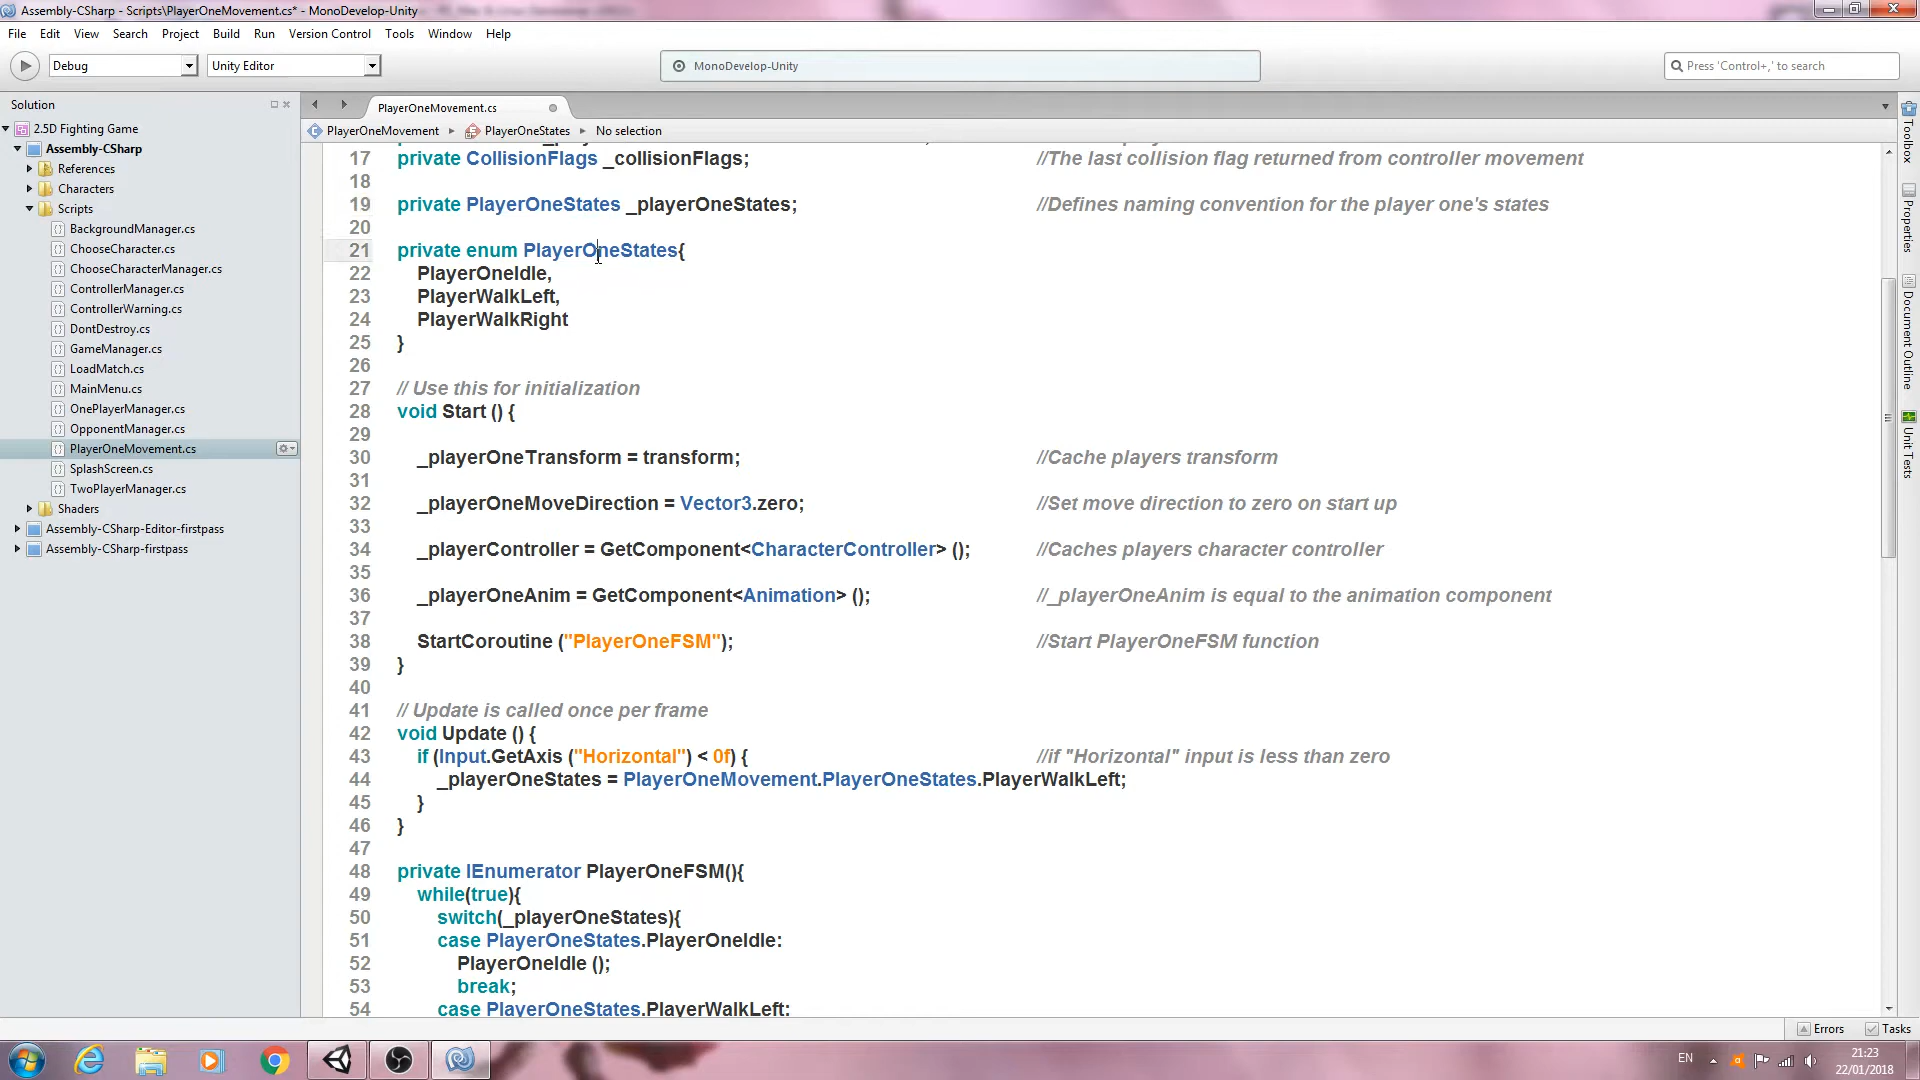 Assembly-CSharp - Scripts\PlayerOneMovement.cs* - MonoDevelop-Unity
File Edit View Search Project Build Run Version Control Tools Window Help
Debug Unity Editor MonoDevelop-Unity Press 'Control+,' to search
Solution
2.5D Fighting Game
Assembly-CSharp
References
Characters
Scripts
BackgroundManager.cs
ChooseCharacter.cs
ChooseCharacterManager.cs
ControllerManager.cs
ControllerWarning.cs
DontDestroy.cs
GameManager.cs
LoadMatch.cs
MainMenu.cs
OnePlayerManager.cs
OpponentManager.cs
PlayerOneMovement.cs
SplashScreen.cs
TwoPlayerManager.cs
Shaders
Assembly-CSharp-Editor-firstpass
Assembly-CSharp-firstpass
PlayerOneMovement.cs
PlayerOneMovement PlayerOneStates No selection
17 private CollisionFlags _collisionFlags; //The last collision flag returned from controller movement
18
19 private PlayerOneStates _playerOneStates; //Defines naming convention for the player one's states
20
21 private enum PlayerOneStates{
22 PlayerOneIdle,
23 PlayerWalkLeft,
24 PlayerWalkRight
25 }
26
27 // Use this for initialization
28 void Start () {
29
30 _playerOneTransform = transform; //Cache players transform
31
32 _playerOneMoveDirection = Vector3.zero; //Set move direction to zero on start up
33
34 _playerController = GetComponent<CharacterController> (); //Caches players character controller
35
36 _playerOneAnim = GetComponent<Animation> (); //_playerOneAnim is equal to the animation component
37
38 StartCoroutine ("PlayerOneFSM"); //Start PlayerOneFSM function
39 }
40
41 // Update is called once per frame
42 void Update () {
43 if (Input.GetAxis ("Horizontal") < 0f) { //if "Horizontal" input is less than zero
44 _playerOneStates = PlayerOneMovement.PlayerOneStates.PlayerWalkLeft;
45 }
46 }
47
48 private IEnumerator PlayerOneFSM(){
49 while(true){
50 switch(_playerOneStates){
51 case PlayerOneStates.PlayerOneIdle:
52 PlayerOneIdle ();
53 break;
54 case PlayerOneStates.PlayerWalkLeft:
Toolbox
Properties
Document Outline
Unit Tests
Errors Tasks
EN
21:23
22/01/2018